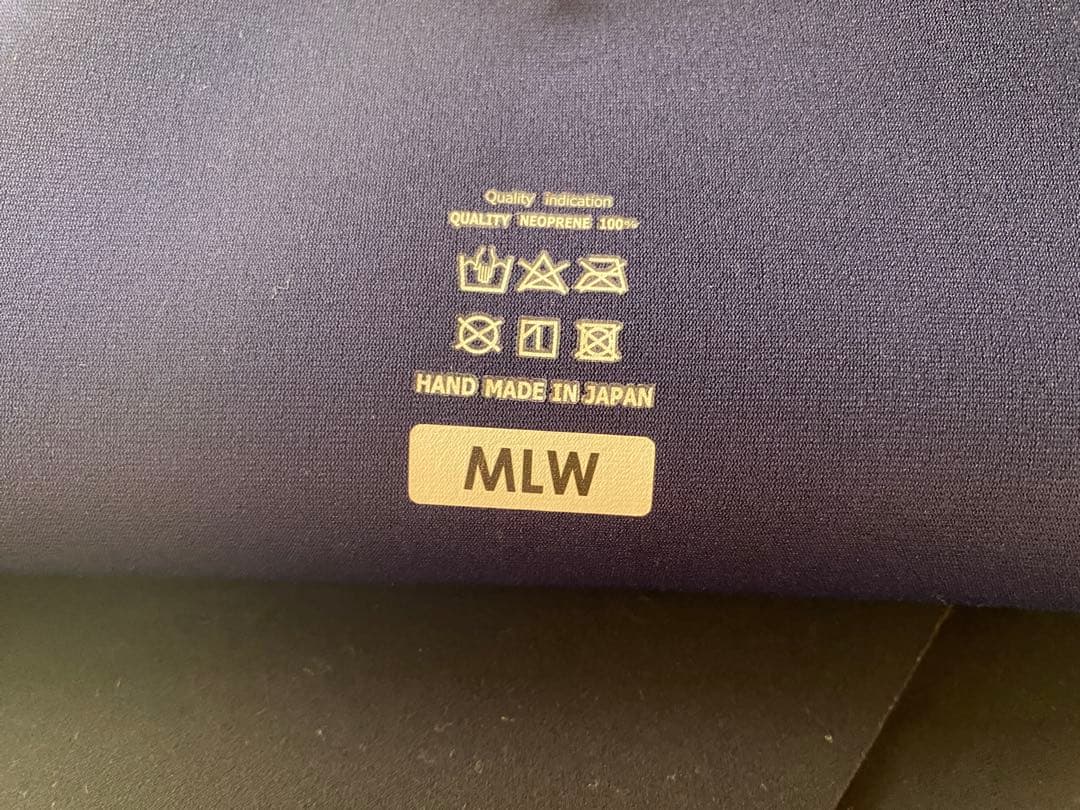 Quality indication
QUALITY NEOPRENE 100%
HAND MADE IN JAPAN
MLW